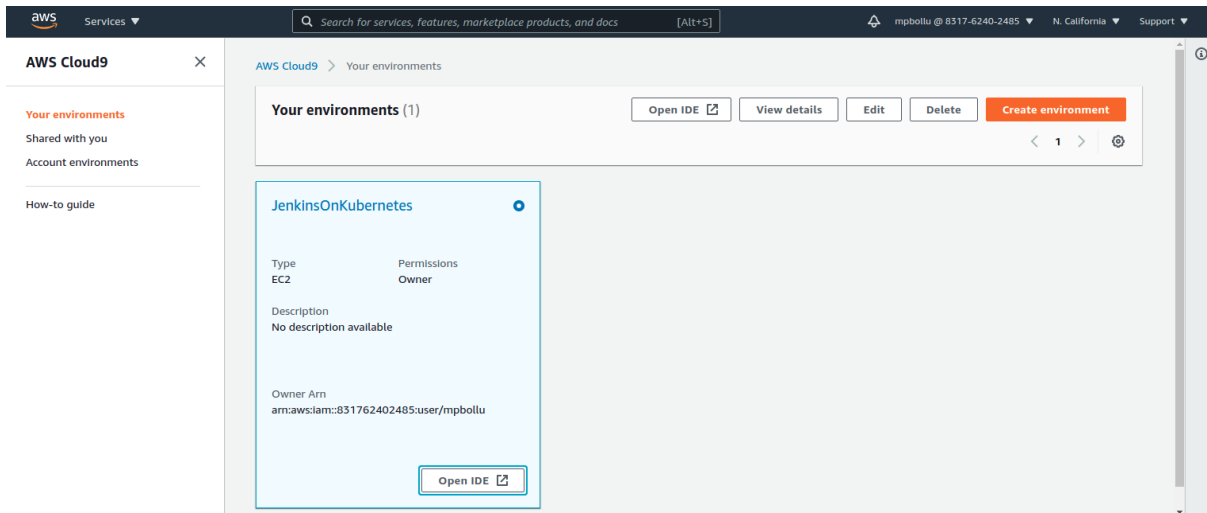 aws Services ▼ Search for services, features, marketplace products, and docs [Alt+S] mpbollu @ 8317-6240-2485 ▼ N. California ▼ Support ▼
AWS Cloud9
Your environments
Shared with you
Account environments
How-to guide
AWS Cloud9 > Your environments
Your environments (1)
Open IDE View details Edit Delete Create environment
< 1 >
JenkinsOnKubernetes
Type Permissions
EC2 Owner
Description
No description available
Owner Arn
arn:aws:iam::831762402485:user/mpbollu
Open IDE